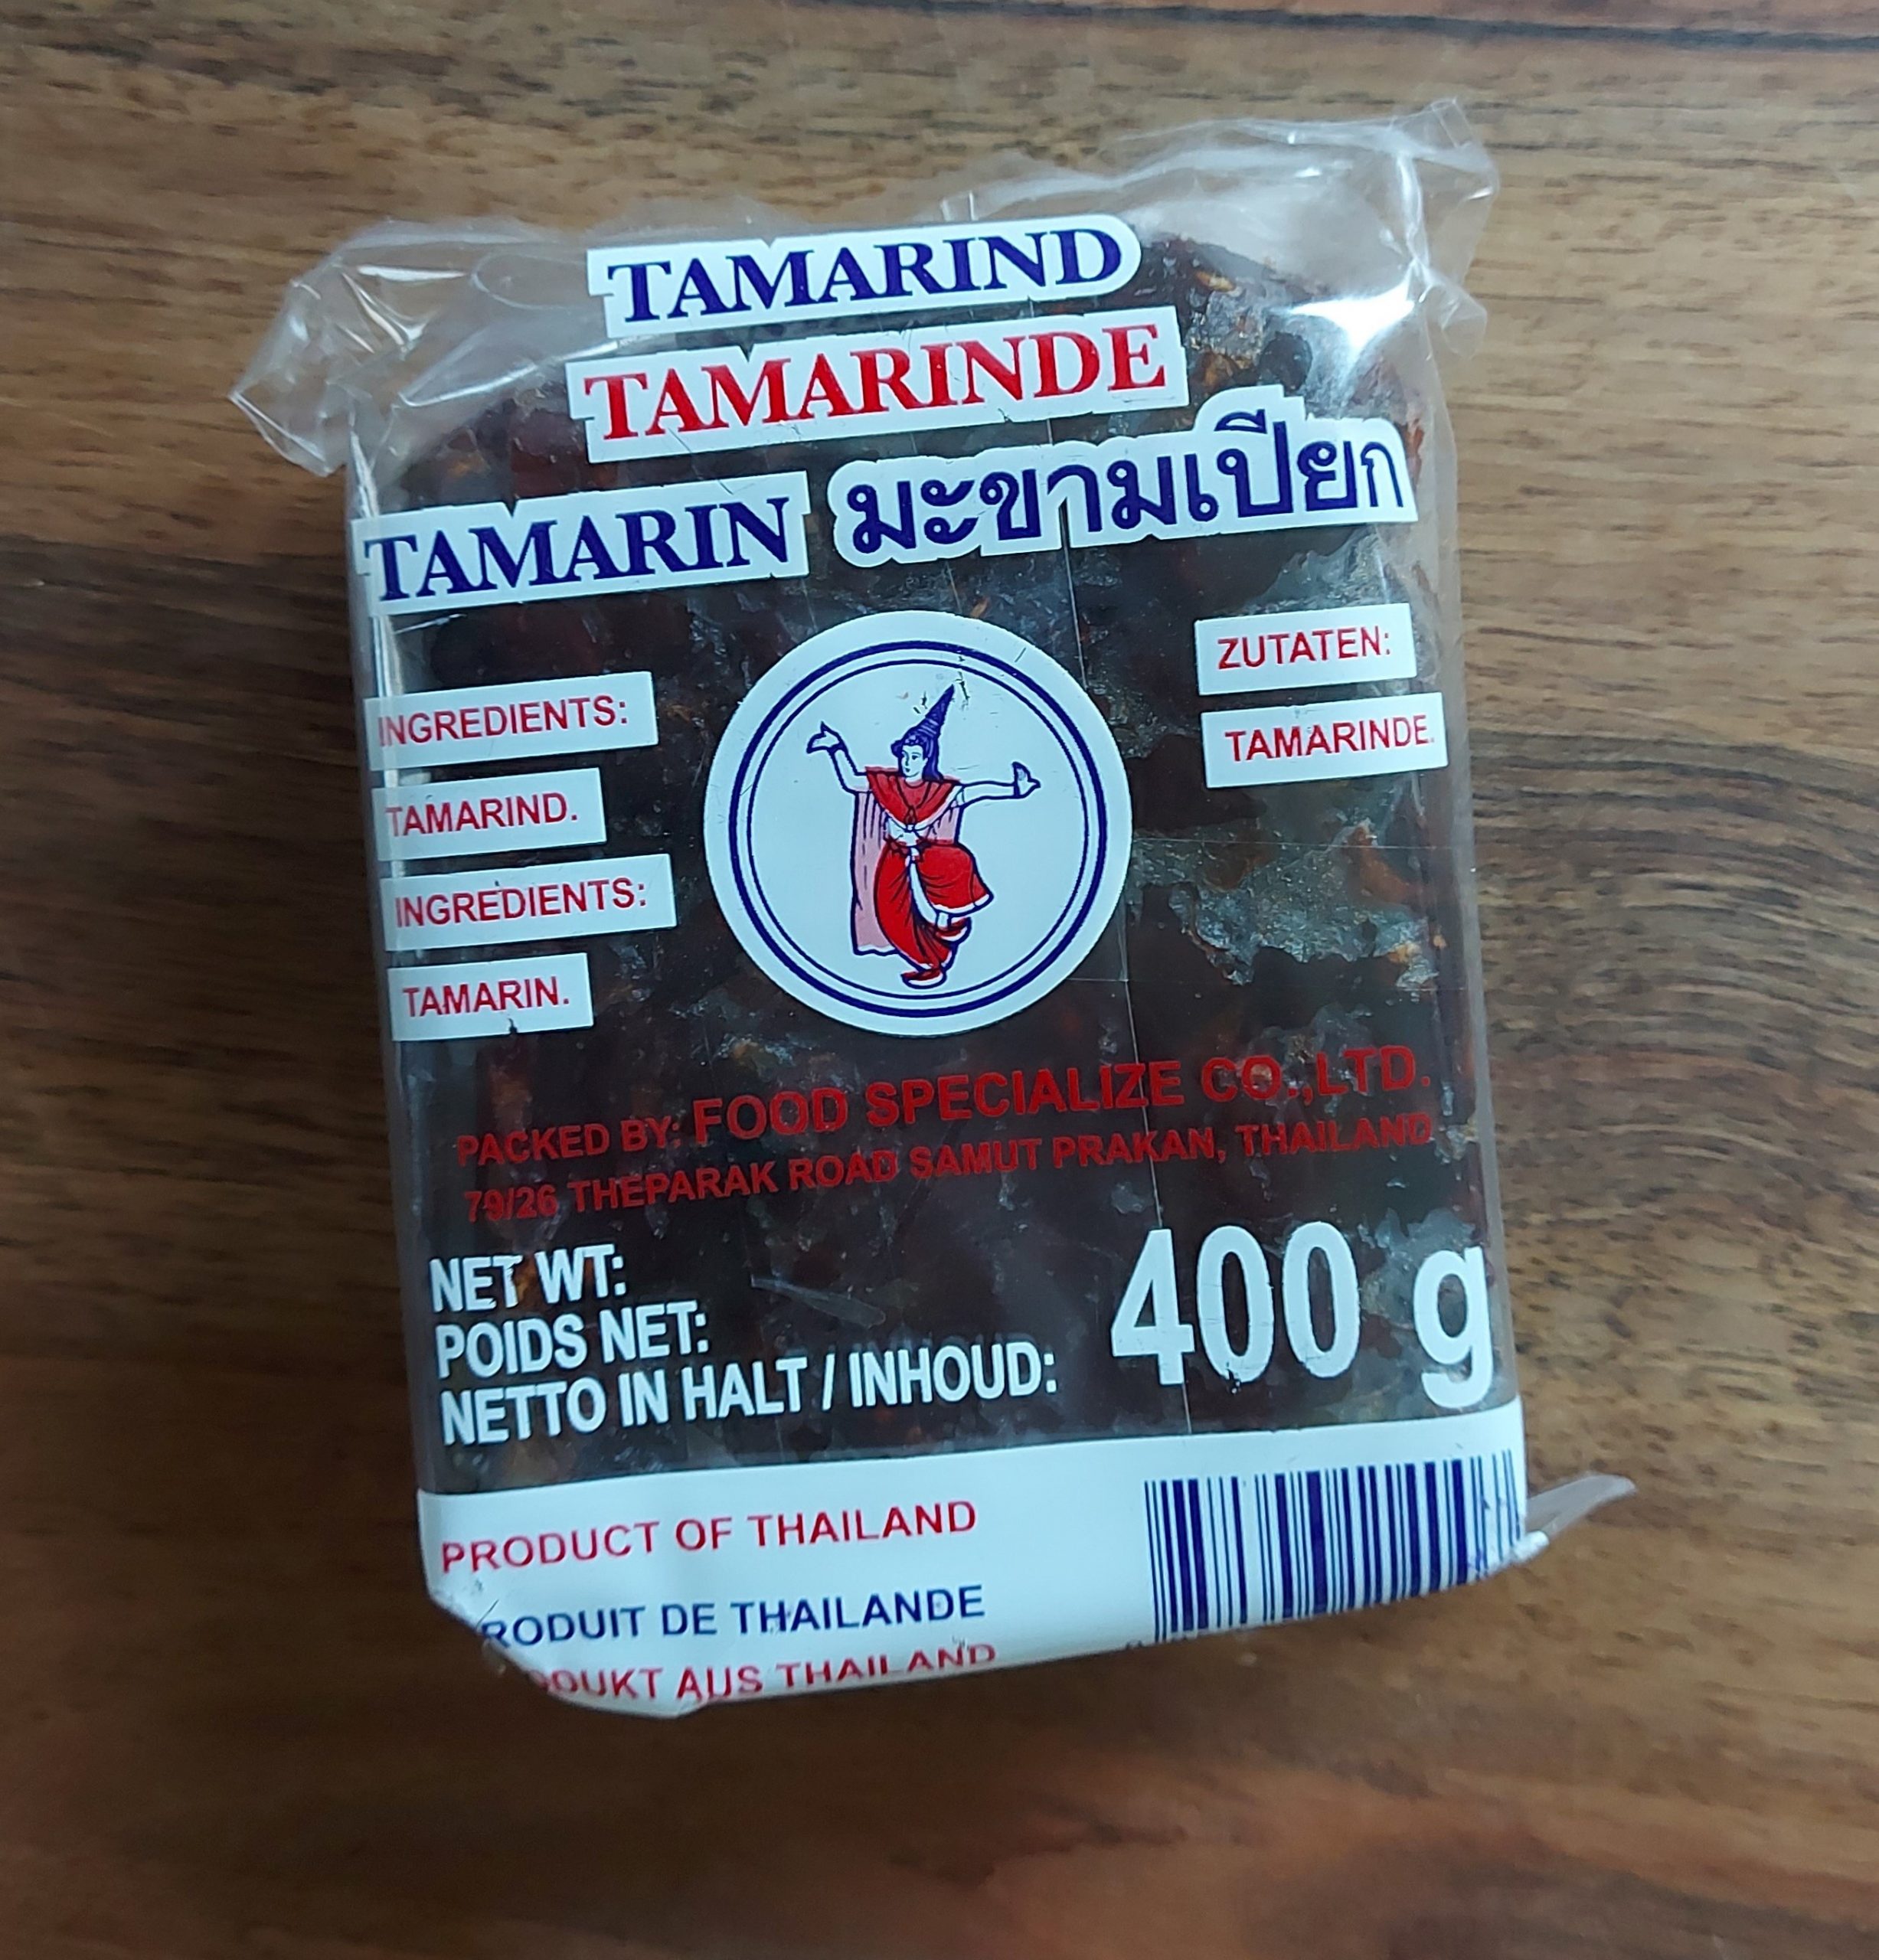 TAMARIND
TAMARINDE
TAMARIN มะขามเปียก
INGREDIENTS:
TAMARIND.
INGREDIENTS:
TAMARIN.
ZUTATEN:
TAMARINDE.
PACKED BY: FOOD SPECIALIZE CO.,LTD.
79/26 THEPARAK ROAD SAMUT PRAKAN, THAILAND
NET WT:
POIDS NET:
NETTO IN HALT / INHOUD:
400 g
PRODUCT OF THAILAND
RODUIT DE THAILANDE
ODUKT AUS THAILAND